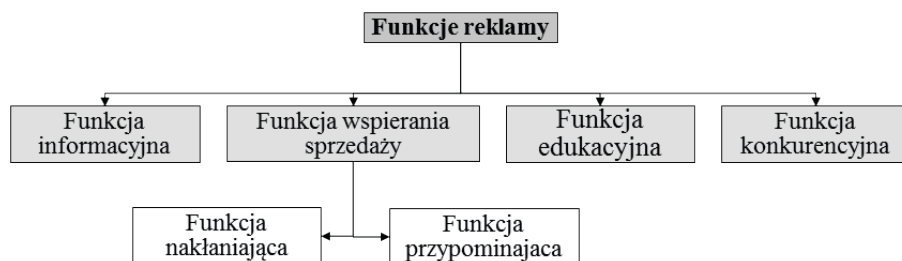 Funkcje reklamy
Funkcja
informacyjna
Funkcja wspierania
sprzedaży
Funkcja
edukacyjna
Funkcja
konkurencyjna
Funkcja
nakłaniająca
Funkcja
przypominajaca